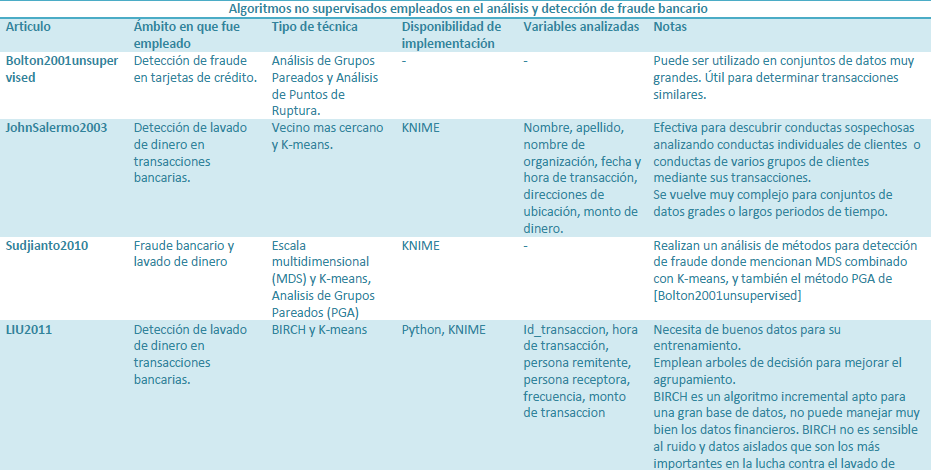 Algoritmos no supervisados empleados en el análisis y detección de fraude bancario
Articulo
Ámbito en que fue
empleado
Tipo de técnica
Disponibilidad de
implementación
Variables analizadas
Notas
Bolton2001unsuper
vised
Detección de fraude
en tarjetas de crédito.
Análisis de Grupos
Pareados y Análisis
de Puntos de
Ruptura.
-
-
Puede ser utilizado en conjuntos de datos muy
grandes. Útil para determinar transacciones
similares.
JohnSalermo2003
Detección de lavado
de dinero en
transacciones
bancarias.
Vecino mas cercano
y K-means.
KNIME
Nombre, apellido,
nombre de
organización, fecha y
hora de transacción,
direcciones de
ubicación, monto de
dinero.
Efectiva para descubrir conductas sospechosas
analizando conductas individuales de clientes o
conductas de varios grupos de clientes
mediante sus transacciones.
Se vuelve muy complejo para conjuntos de
datos grades o largos periodos de tiempo.
Sudjianto2010
Fraude bancario y
lavado de dinero
Escala
multidimensional
(MDS) y K-means,
Analisis de Grupos
Pareados (PGA)
KNIME
-
Realizan un análisis de métodos para detección
de fraude donde mencionan MDS combinado
con K-means, y también el método PGA de
[Bolton2001unsupervised]
LIU2011
Detección de lavado
de dinero en
transacciones
bancarias.
BIRCH y K-means
Python, KNIME
Id_transaccion, hora
de transacción,
persona remitente,
persona receptora,
frecuencia, monto
de transaccion
Necesita de buenos datos para su
entrenamiento.
Emplean arboles de decisión para mejorar el
agrupamiento.
BIRCH es un algoritmo incremental apto para
una gran base de datos, no puede manejar muy
bien los datos financieros. BIRCH no es sensible
al ruido y datos aislados que son los más
importantes en la lucha contra el lavado de